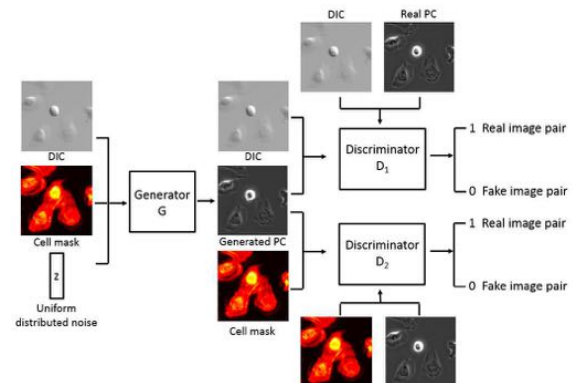 DIC
Real PC
DIC
Cell mask
z
Uniform
distributed noise
Generator
G
DIC
Generated PC
Cell mask
Discriminator
D₁
1 Real image pair
0 Fake image pair
Discriminator
D₂
1 Real image pair
0 Fake image pair